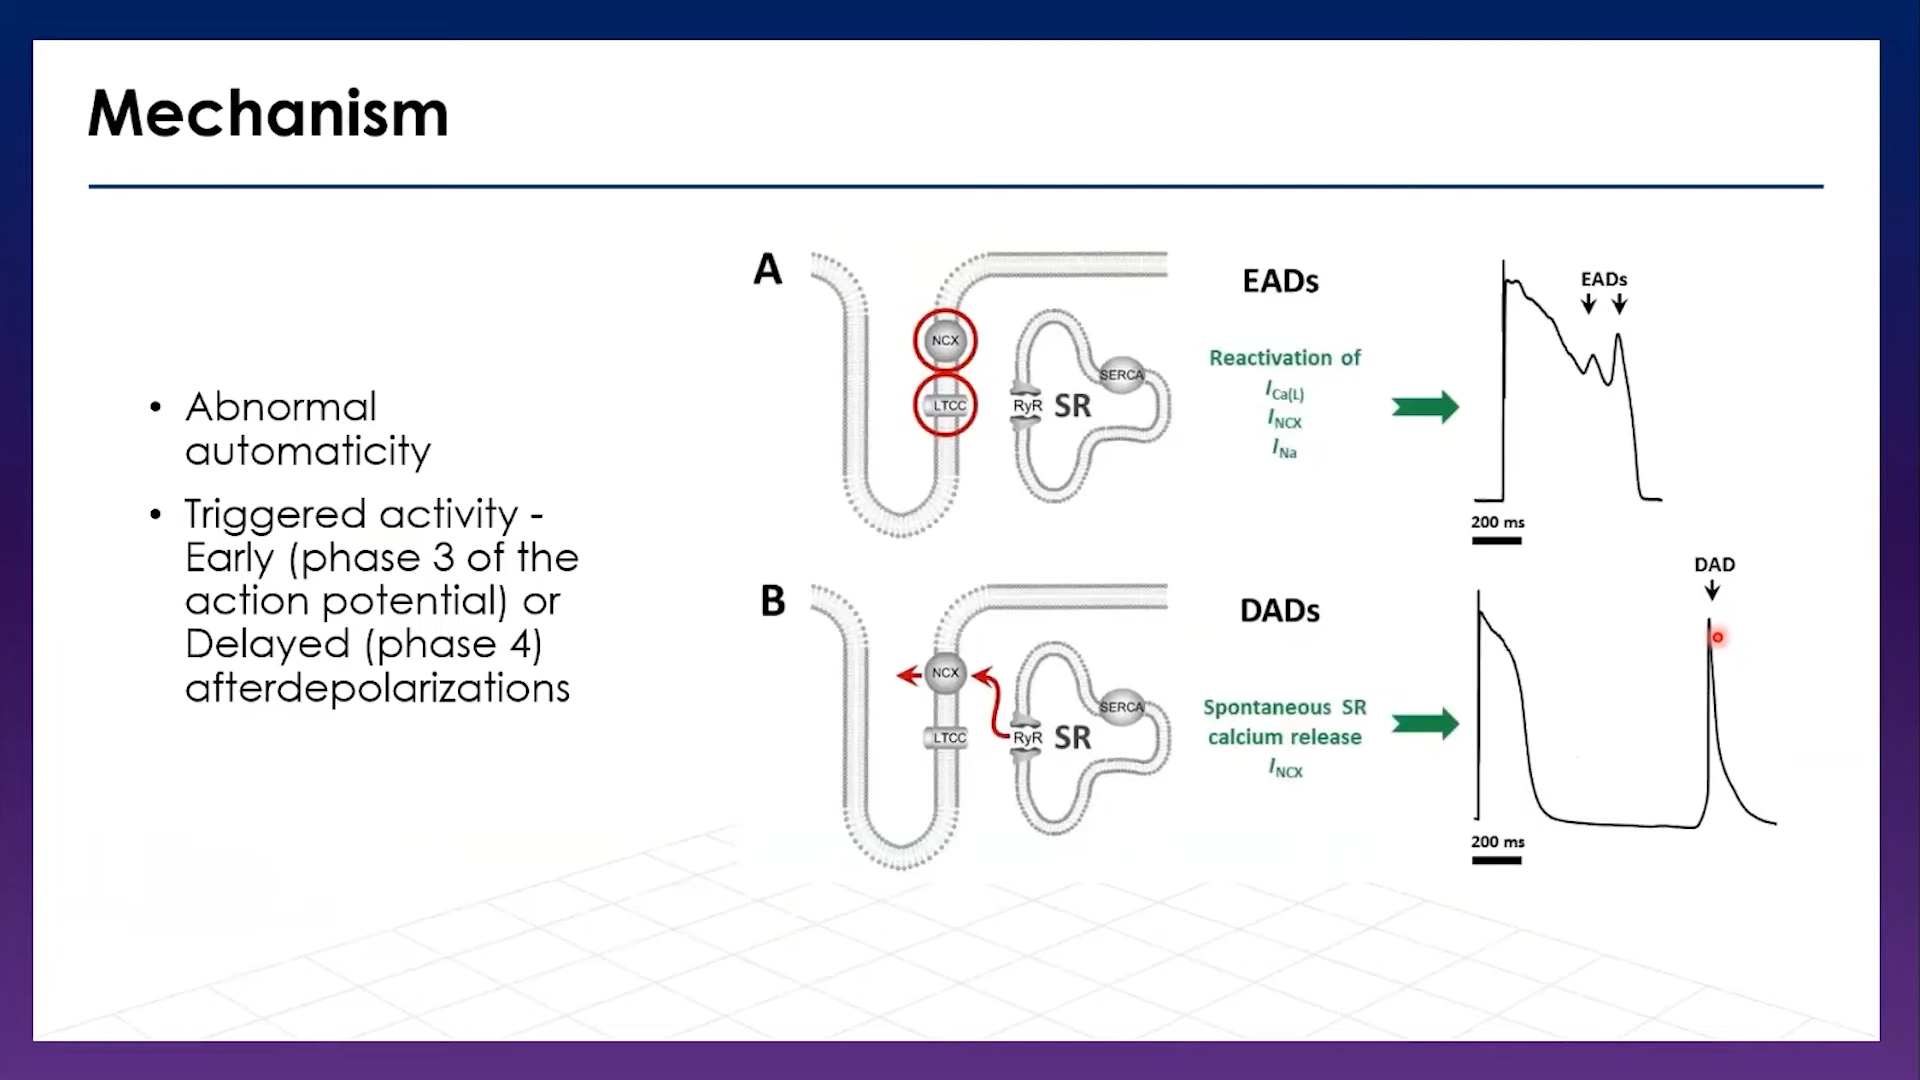 Mechanism
• Abnormal
automaticity
• Triggered activity -
Early (phase 3 of the
action potential) or
Delayed (phase 4)
afterdepolarizations
A
NCX
LTCC
RyR
SR
SERCA
EADs
Reactivation of
ICa(L)
INCX
INa
EADs
200 ms
B
NCX
LTCC
RyR
SR
SERCA
DADs
Spontaneous SR
calcium release
INCX
DAD
200 ms